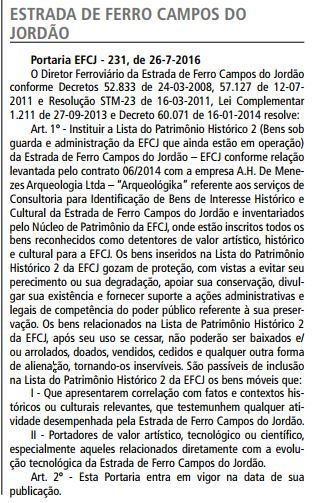 ESTRADA DE FERRO CAMPOS DO
JORDÃO
Portaria EFCJ - 231, de 26-7-2016
O Diretor Ferroviário da Estrada de Ferro Campos do Jordão
conforme Decretos 52.833 de 24-03-2008, 57.127 de 12-07-
2011 e Resolução STM-23 de 16-03-2011, Lei Complementar
1.211 de 27-09-2013 e Decreto 60.071 de 16-01-2014 resolve:
Art. 1º - Instituir a Lista do Patrimônio Histórico 2 (Bens sob
guarda e administração da EFCJ que ainda estão em operação)
da Estrada de Ferro Campos do Jordão – EFCJ conforme relação
levantada pelo contrato 06/2014 com a empresa A.H. De Mene-
zes Arqueologia Ltda – "Arqueológika" referente aos serviços de
Consultoria para Identificação de Bens de Interesse Histórico e
Cultural da Estrada de Ferro Campos do Jordão e inventariados
pelo Núcleo de Patrimônio da EFCJ, onde estão inscritos todos os
bens reconhecidos como detentores de valor artístico, histórico
e cultural para a EFCJ. Os bens inseridos na Lista do Patrimônio
Histórico 2 da EFCJ gozam de proteção, com vistas a evitar seu
perecimento ou sua degradação, apoiar sua conservação, divul-
gar sua existência e fornecer suporte a ações administrativas e
legais de competência do poder público referente à sua preser-
vação. Os bens relacionados na Lista de Patrimônio Histórico 2
da EFCJ, após seu uso se cessar, não poderão ser baixados e/
ou arrolados, doados, vendidos, cedidos e qualquer outra forma
de alienação, tornando-os inservíveis. São passíveis de inclusão
na Lista do Patrimônio Histórico 2 da EFCJ os bens móveis que:
I - Que apresentarem correlação com fatos e contextos his-
tóricos ou culturais relevantes, que testemunhem qualquer ati-
vidade desempenhada pela Estrada de Ferro Campos do Jordão.
II - Portadores de valor artístico, tecnológico ou científico,
especialmente aqueles relacionados diretamente com a evolu-
ção tecnológica da Estrada de Ferro Campos do Jordão.
Art. 2º - Esta Portaria entra em vigor na data de sua
publicação.